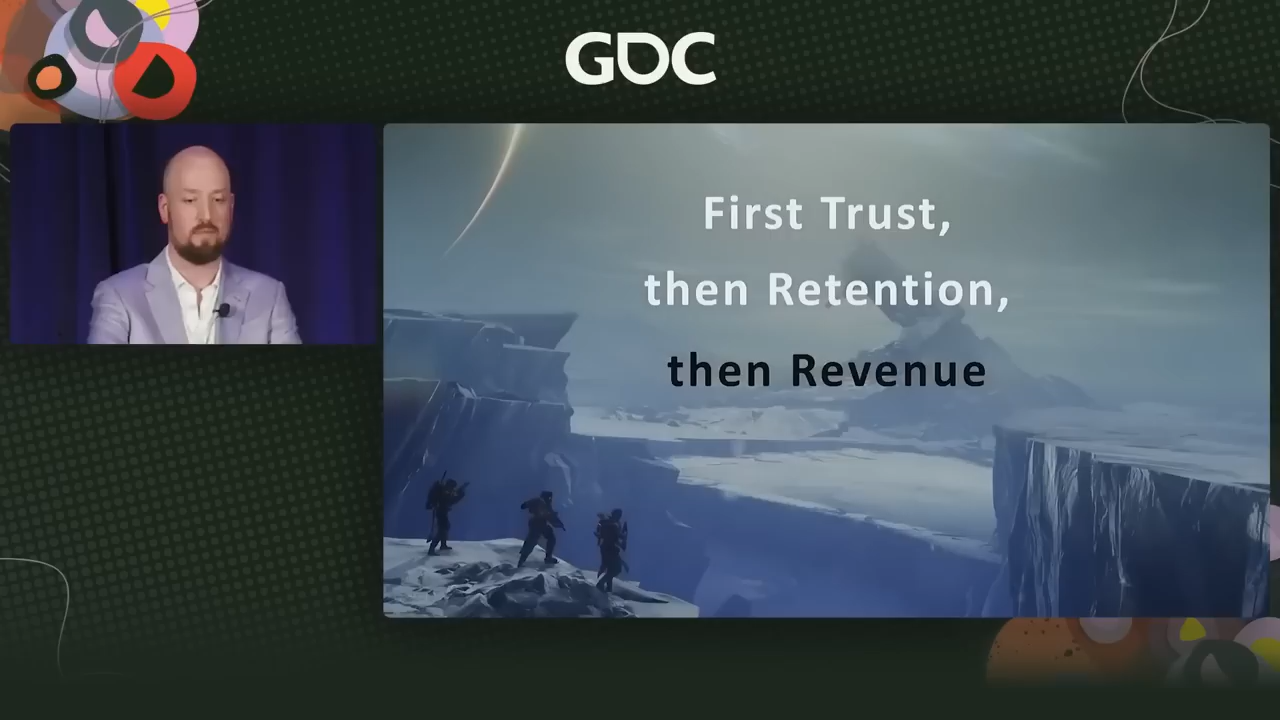 GDC
First Trust,
then Retention,
then Revenue